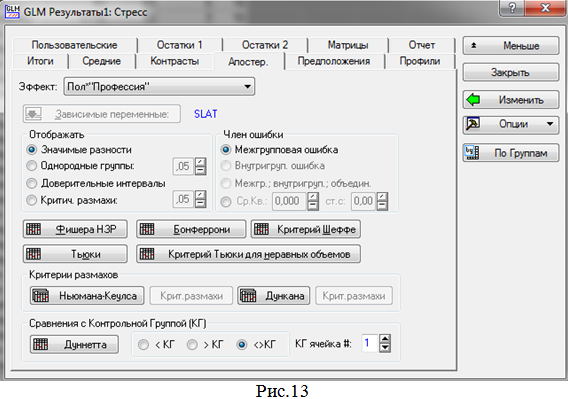 GLM Результаты1: Стресс
Пользовательские Остатки 1 Остатки 2 Матрицы Отчет
Итоги Средние Контрасты Апостер. Предположения Профили
Эффект: Пол*"Профессия"
Зависимые переменные: SLAT
Отображать
Значимые разности
Однородные группы: ,05
Доверительные интервалы
Критич. размахи: ,05
Член ошибки
Межгрупповая ошибка
Внутригруп. ошибка
Межгр.; внутригруп.; объедин.
Ср.Кв.: 0,000 ст.с: 0,00
Фишера НЗР Бонферрони Критерий Шеффе
Тьюки Критерий Тьюки для неравных объемов
Критерии размахов
Ньюмана-Кеулса Крит.размахи Дункана Крит.размахи
Сравнения с Контрольной Группой (КГ)
Дуннетта < КГ > КГ <>КГ КГ ячейка #: 1
Меньше
Закрыть
Изменить
Опции
По Группам
Рис.13